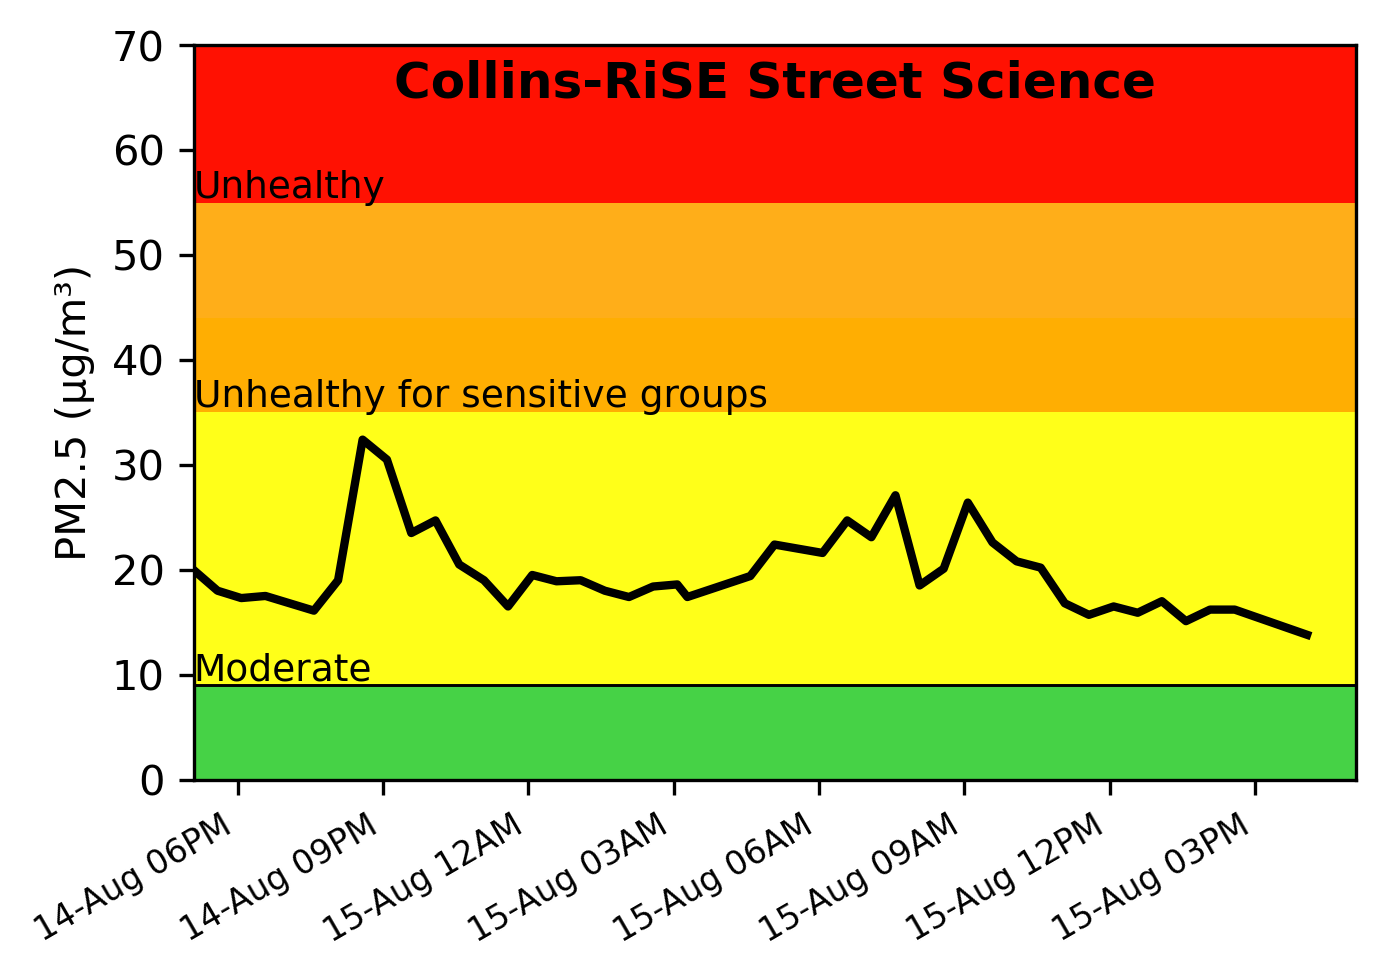 Collins-RiSE Street Science
70
60
Unhealthy
50
40
Unhealthy for sensitive groups
30
20
Moderate
10
0
PM2.5 (µg/m³)
14-Aug 06PM
14-Aug 09PM
15-Aug 12AM
15-Aug 03AM
15-Aug 06AM
15-Aug 09AM
15-Aug 12PM
15-Aug 03PM